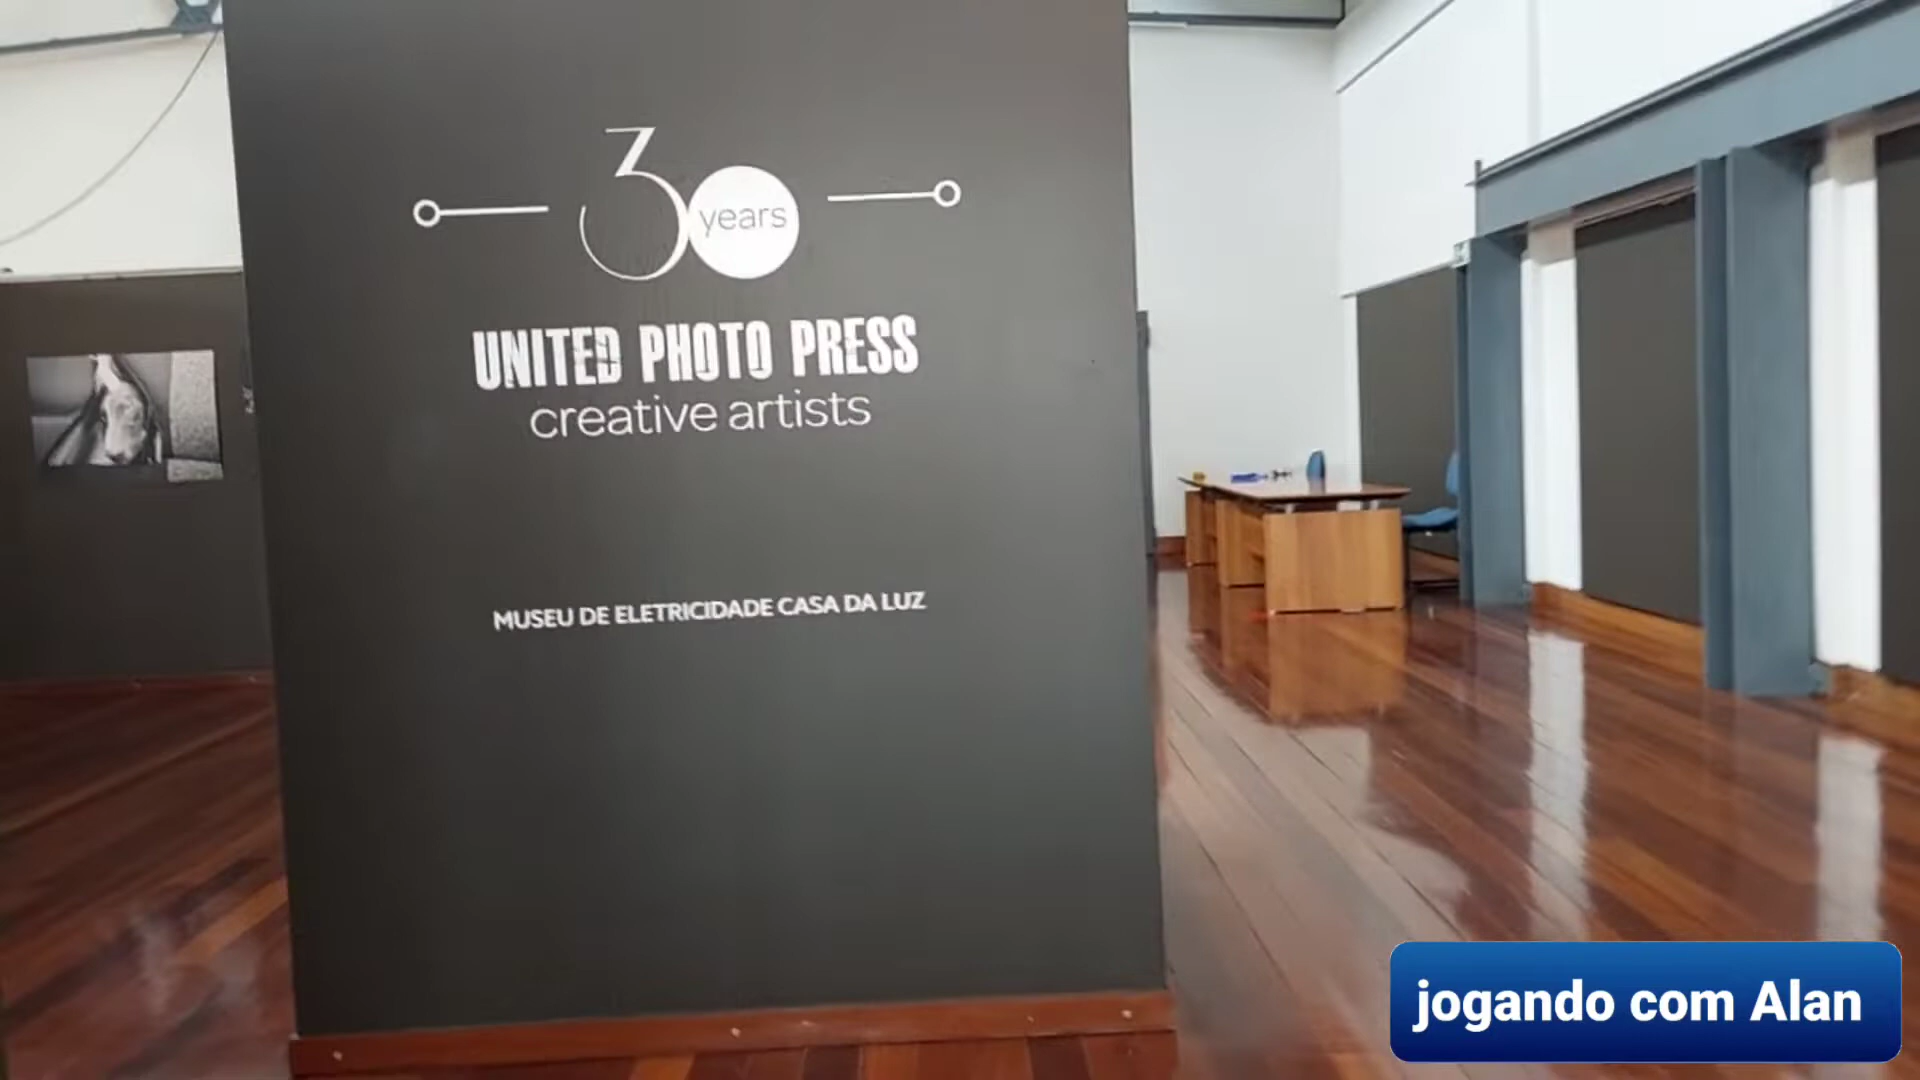 30
years
UNITED PHOTO PRESS
creative artists
MUSEU DE ELETRICIDADE CASA DA LUZ
jogando com Alan